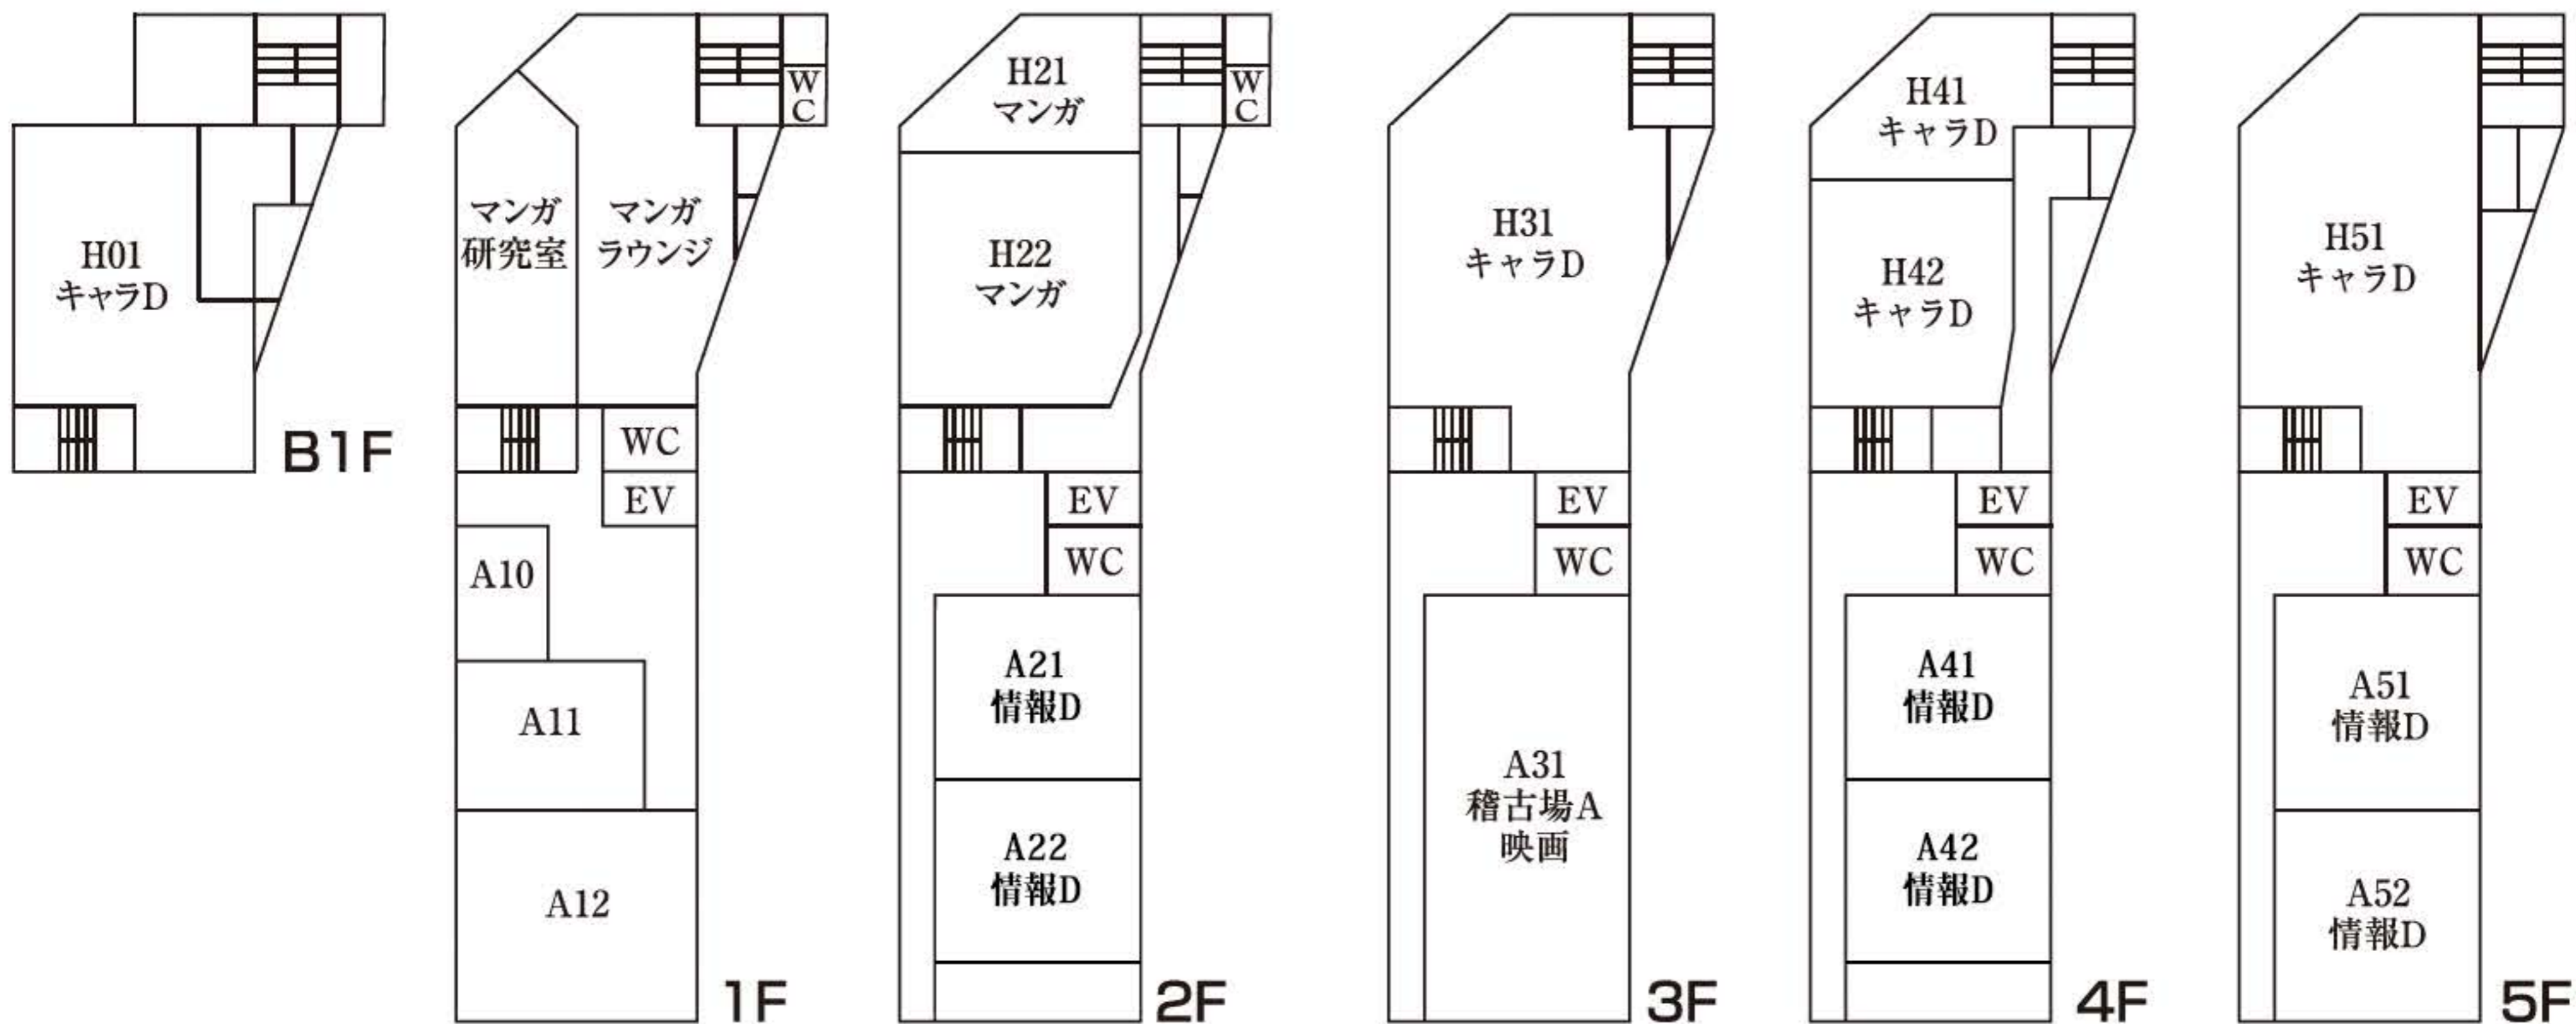 H01
キャラD
B1F
W
C
マンガ
研究室
マンガ
ラウンジ
WC
EV
A10
A11
A12
1F
H21
マンガ
W
C
H22
マンガ
EV
WC
A21
情報D
A22
情報D
2F
H31
キャラD
EV
WC
A31
稽古場A
映画
3F
H41
キャラD
H42
キャラD
EV
WC
A41
情報D
A42
情報D
4F
H51
キャラD
EV
WC
A51
情報D
A52
情報D
5F